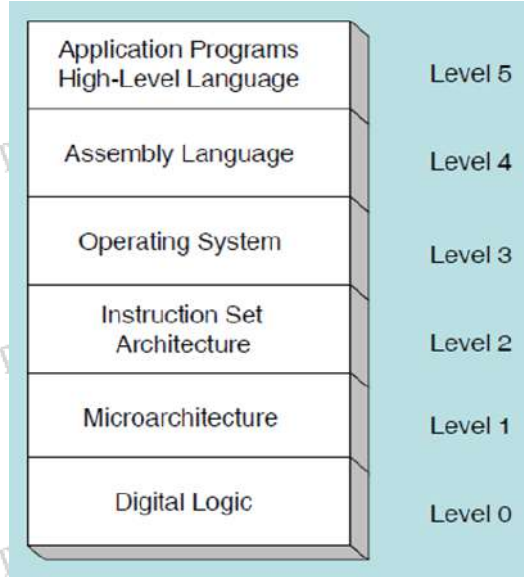 Application Programs
High-Level Language
Level 5
Assembly Language
Level 4
Operating System
Level 3
Instruction Set
Architecture
Level 2
Microarchitecture
Level 1
Digital Logic
Level 0